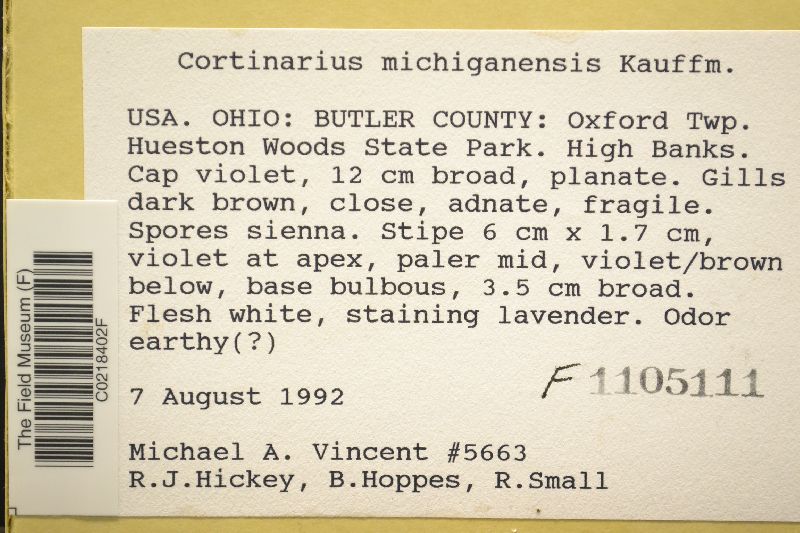 Cortinarius michiganensis Kauffm.
USA. OHIO: BUTLER COUNTY: Oxford Twp.
Hueston Woods State Park. High Banks.
Cap violet, 12 cm broad, planate. Gills
dark brown, close, adnate, fragile.
Spores sienna. Stipe 6 cm x 1.7 cm,
violet at apex, paler mid, violet/brown
below, base bulbous, 3.5 cm broad.
Flesh white, staining lavender. Odor
earthy(?)
7 August 1992
F 1105111
Michael A. Vincent #5663
R.J.Hickey, B.Hoppes, R.Small
The Field Museum (F)
C0218402F